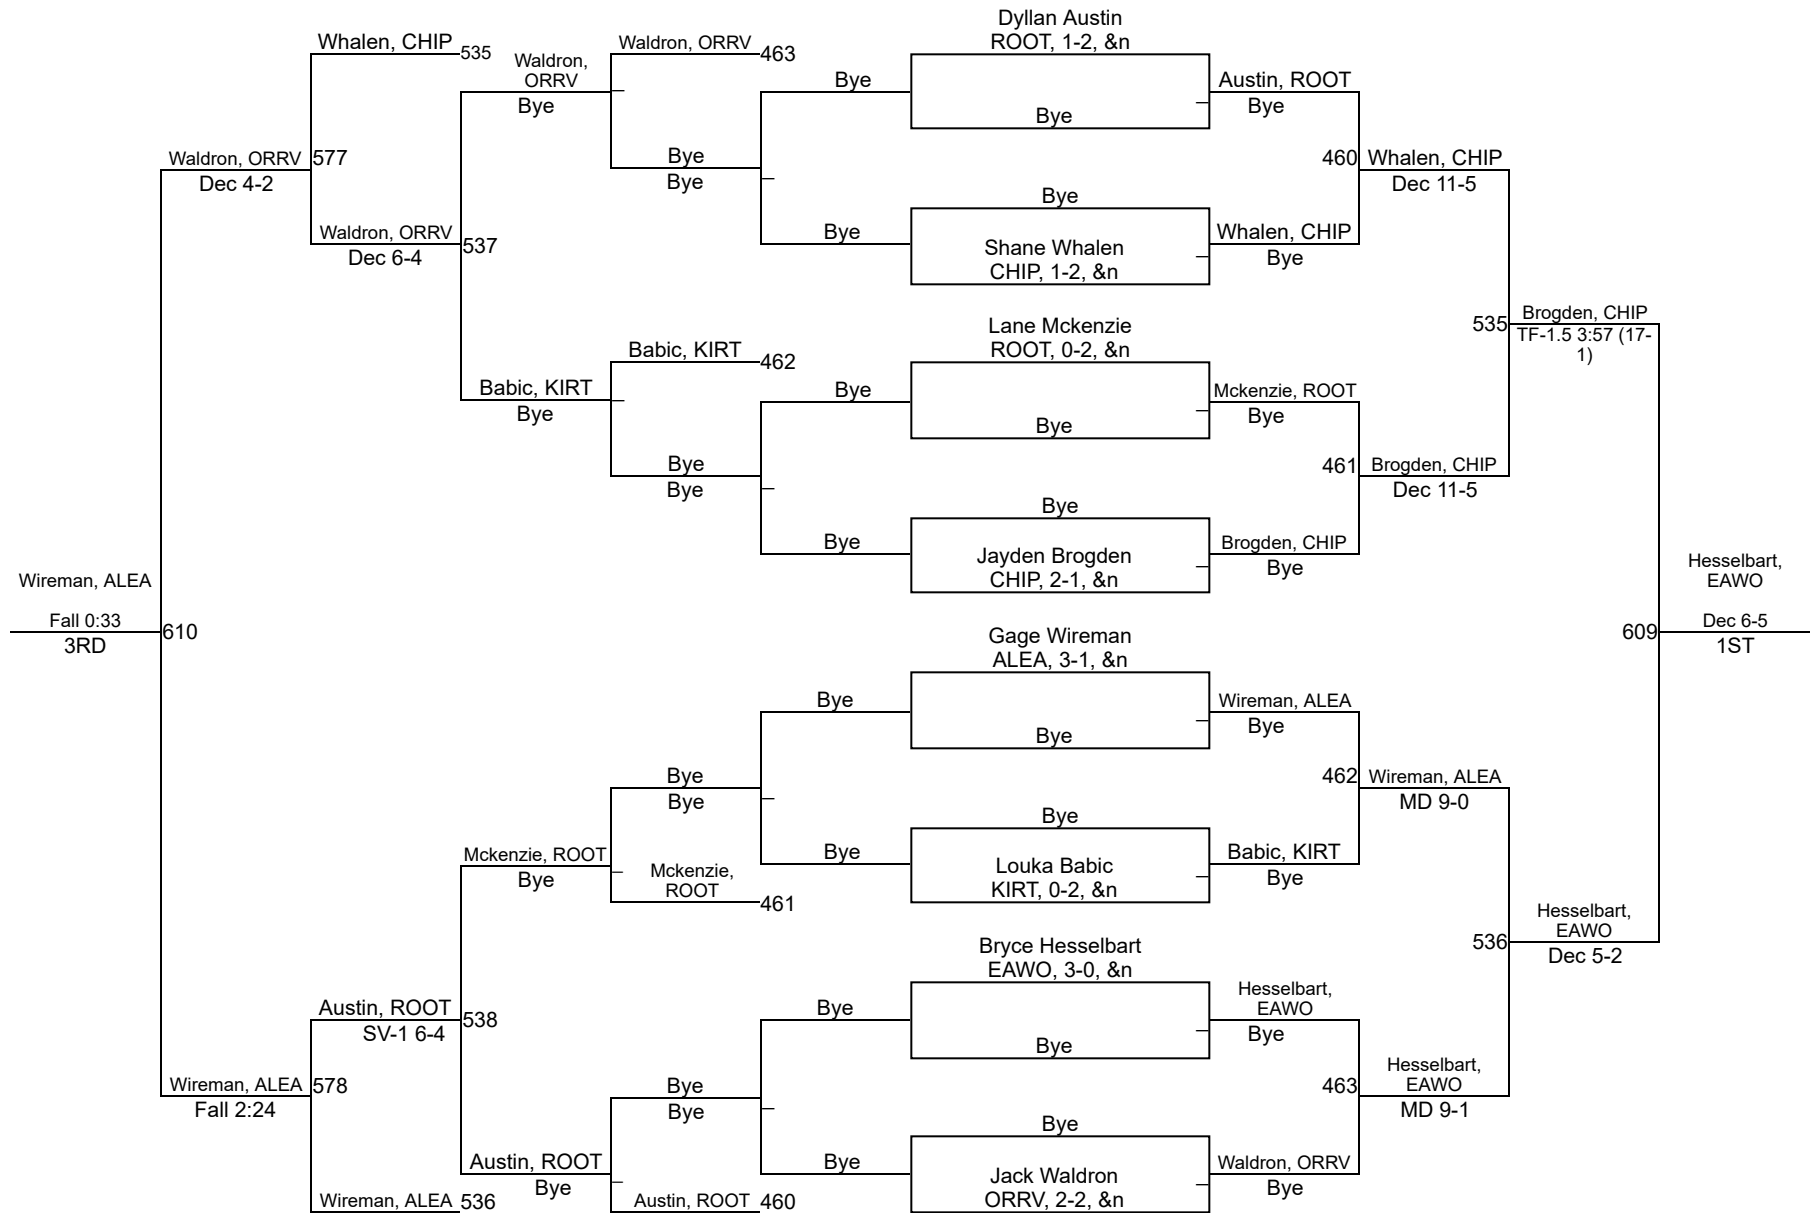 Dyllan Austin
ROOT, 1-2, &n
Whalen, CHIP
535
Waldron,
ORRV
Bye
Waldron, ORRV
463
Bye
Bye
Austin, ROOT
Bye
Waldron, ORRV
577
Dec 4-2
Bye
Bye
460
Whalen, CHIP
Dec 11-5
Waldron, ORRV
537
Dec 6-4
Bye
Bye
Shane Whalen
CHIP, 1-2, &n
Whalen, CHIP
Bye
Lane Mckenzie
ROOT, 0-2, &n
535
Brogden, CHIP
TF-1.5 3:57 (17-
1)
Babic, KIRT
462
Babic, KIRT
Bye
Bye
Bye
Mckenzie, ROOT
Bye
Bye
Bye
461
Brogden, CHIP
Dec 11-5
Bye
Bye
Jayden Brogden
CHIP, 2-1, &n
Brogden, CHIP
Bye
Wireman, ALEA
Fall 0:33
3RD
610
609
Hesselbart,
EAWO
Dec 6-5
1ST
Gage Wireman
ALEA, 3-1, &n
Bye
Bye
Wireman, ALEA
Bye
Bye
Bye
462
Wireman, ALEA
MD 9-0
Mckenzie, ROOT
Bye
Mckenzie,
ROOT
461
Bye
Bye
Louka Babic
KIRT, 0-2, &n
Babic, KIRT
Bye
536
Hesselbart,
EAWO
Dec 5-2
Bryce Hesselbart
EAWO, 3-0, &n
Austin, ROOT
538
SV-1 6-4
Bye
Bye
Hesselbart,
EAWO
Bye
Wireman, ALEA
578
Fall 2:24
Bye
Bye
463
Hesselbart,
EAWO
MD 9-1
Austin, ROOT
Bye
Bye
Bye
Jack Waldron
ORRV, 2-2, &n
Waldron, ORRV
Bye
Wireman, ALEA
536
Austin, ROOT
460